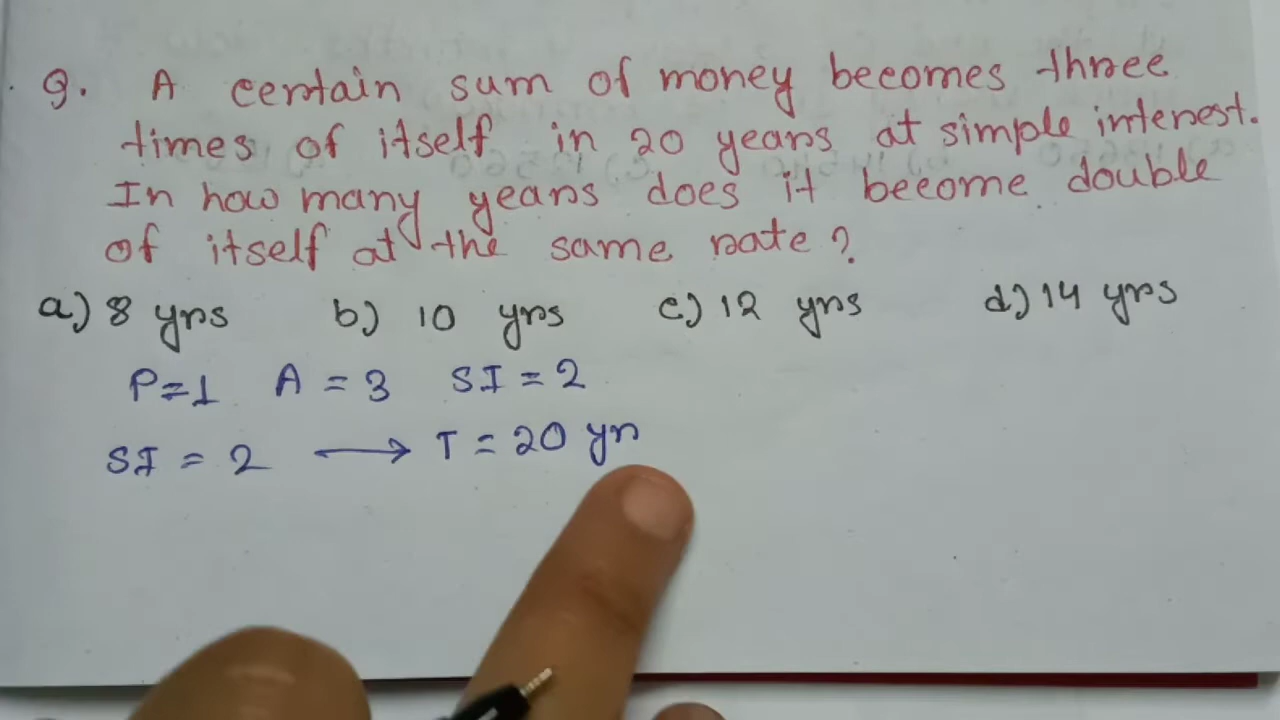 Q. A certain sum of money becomes three
times of itself in 20 years at simple interest.
In how many years does it become double
of itself at the same rate?
a) 8 yrs b) 10 yrs c) 12 yrs d) 14 yrs
P=1 A = 3 SI = 2
SI = 2 → T = 20 yr